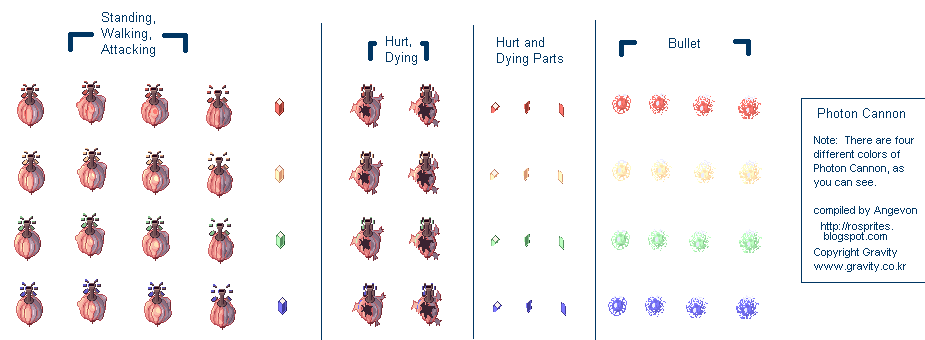 Standing,
Walking,
Attacking
Hurt,
Dying
Hurt and
Dying Parts
Bullet
Photon Cannon
Note: There are four
different colors of
Photon Cannon, as
you can see.
compiled by Angevon
http://rosprites.
blogspot.com
Copyright Gravity
www.gravity.co.kr